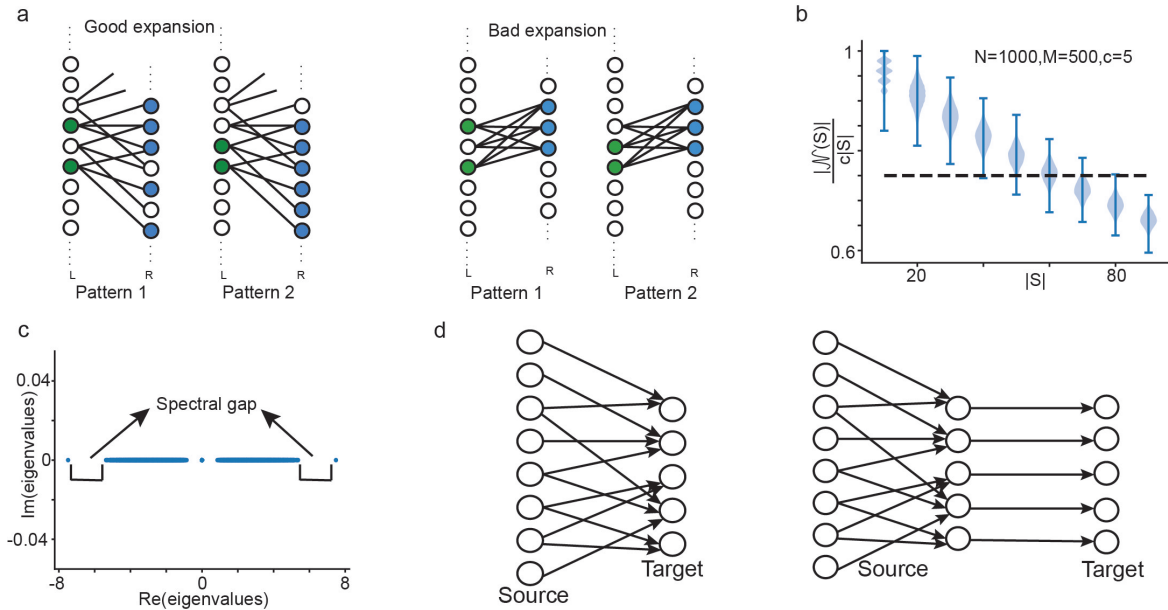 a
Good expansion
Bad expansion
L
R
L
R
L
R
L
R
Pattern 1
Pattern 2
Pattern 1
Pattern 2
b
1
N=1000,M=500,c=5
|𝒩(S)|
c|S|
0.6
20
|S|
80
c
0.04
Spectral gap
Im(eigenvalues)
0
-0.04
-8
0
8
Re(eigenvalues)
d
Source
Target
Source
Target